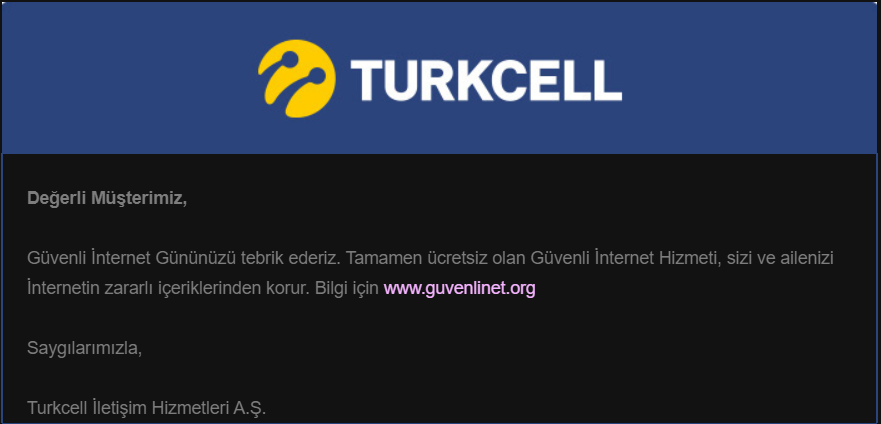 TURKCELL
Değerli Müşterimiz,
Güvenli İnternet Gününüzü tebrik ederiz. Tamamen ücretsiz olan Güvenli İnternet Hizmeti, sizi ve ailenizi
İnternetin zararlı içeriklerinden korur. Bilgi için www.guvenlinet.org
Saygılarımızla,
Turkcell İletişim Hizmetleri A.Ş.